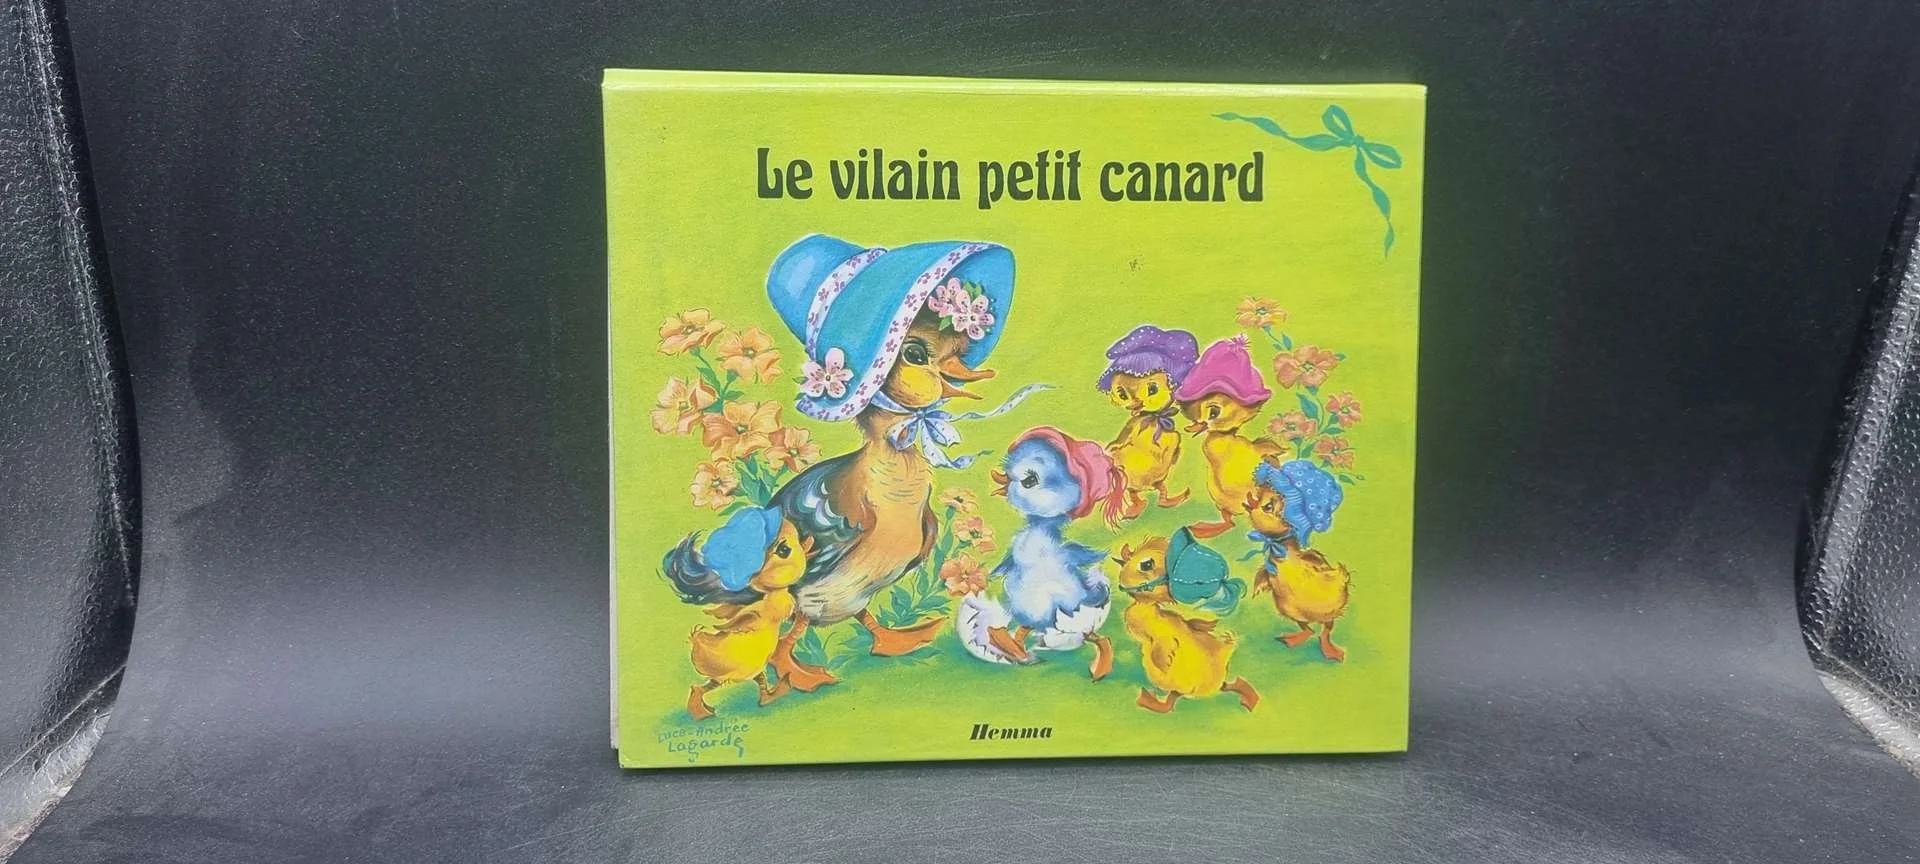 Le vilain petit canard
Luce-Andrée
Lagarde
Hemma